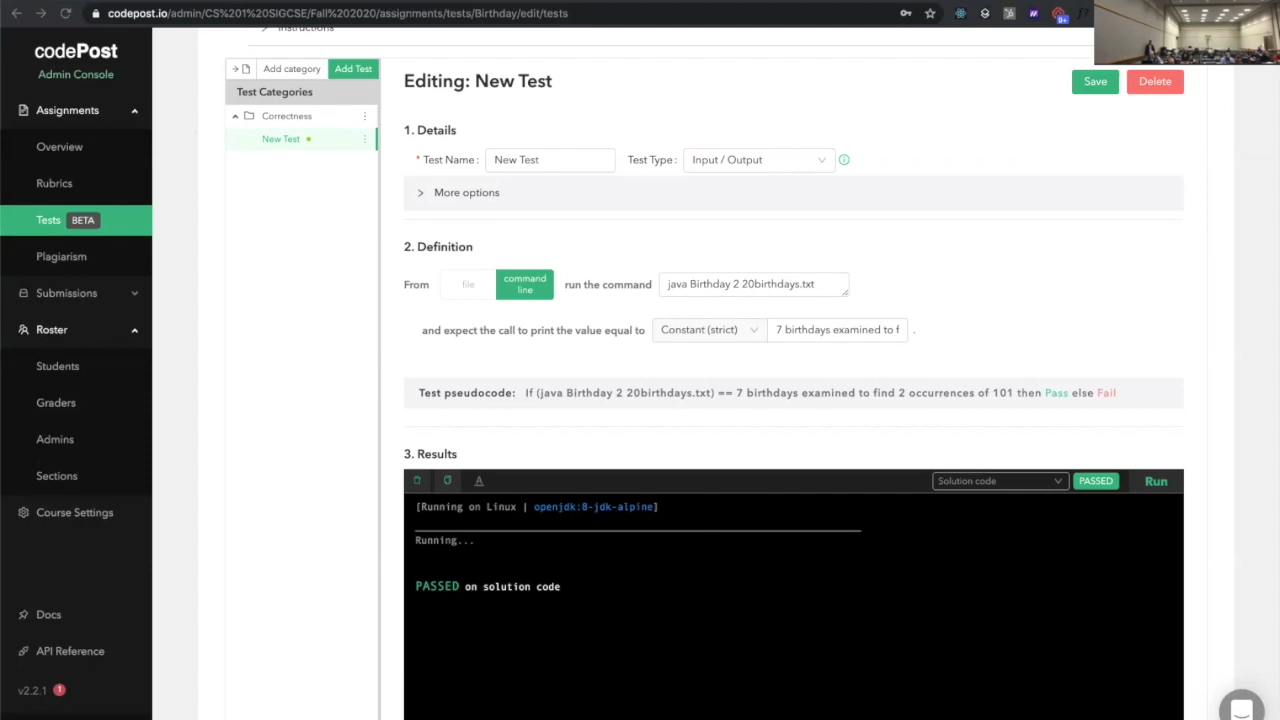 codepost.io/admin/CS%201%20SiGCSE/Fall%202020/assignments/tests/Birthday/edit/tests
g+
f?
codePost
Admin Console
Assignments
Overview
Rubrics
Tests BETA
Plagiarism
Submissions
Roster
Students
Graders
Admins
Sections
Course Settings
Docs
API Reference
v2.2.1 1
Instructions
Add category Add Test
Test Categories
Correctness
New Test
Editing: New Test
Save Delete
1. Details
* Test Name : New Test Test Type : Input / Output
More options
2. Definition
From file command line run the command java Birthday 2 20birthdays.txt
and expect the call to print the value equal to Constant (strict) 7 birthdays examined to f .
Test pseudocode: If (java Birthday 2 20birthdays.txt) == 7 birthdays examined to find 2 occurrences of 101 then Pass else Fail
3. Results
A Solution code PASSED Run
[Running on Linux | openjdk:8-jdk-alpine]
Running...
PASSED on solution code